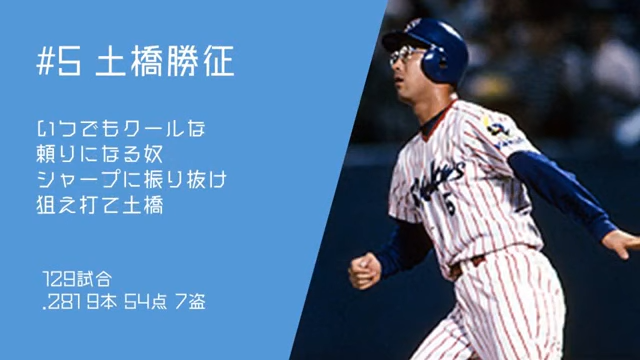 #5 土橋勝征
いつでもクールな
頼りになる奴
シャープに振り抜け
狙え打て土橋
129試合
.281 9本 54点 7盗
Swallows
5